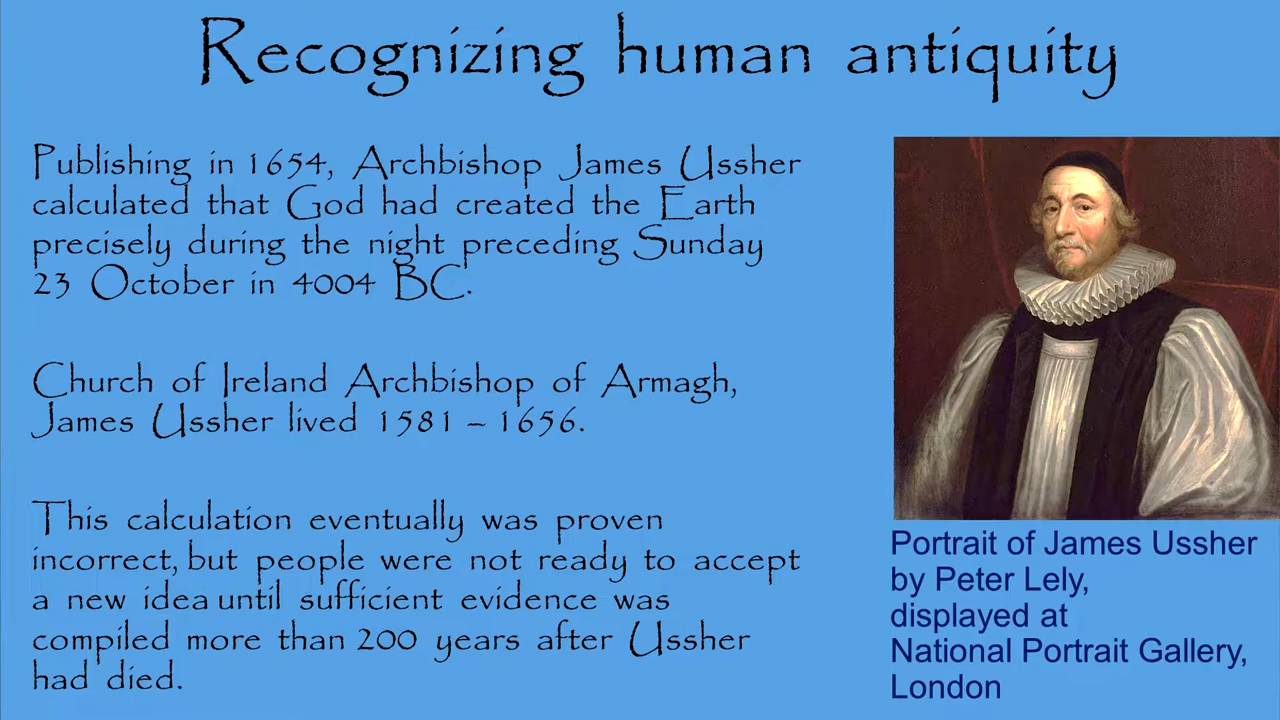 Recognizing human antiquity
Publishing in 1654, Archbishop James Ussher
calculated that God had created the Earth
precisely during the night preceding Sunday
23 October in 4004 BC.
Church of Ireland Archbishop of Armagh,
James Ussher lived 1581 – 1656.
This calculation eventually was proven
incorrect, but people were not ready to accept
a new idea until sufficient evidence was
compiled more than 200 years after Ussher
had died.
Portrait of James Ussher
by Peter Lely,
displayed at
National Portrait Gallery,
London